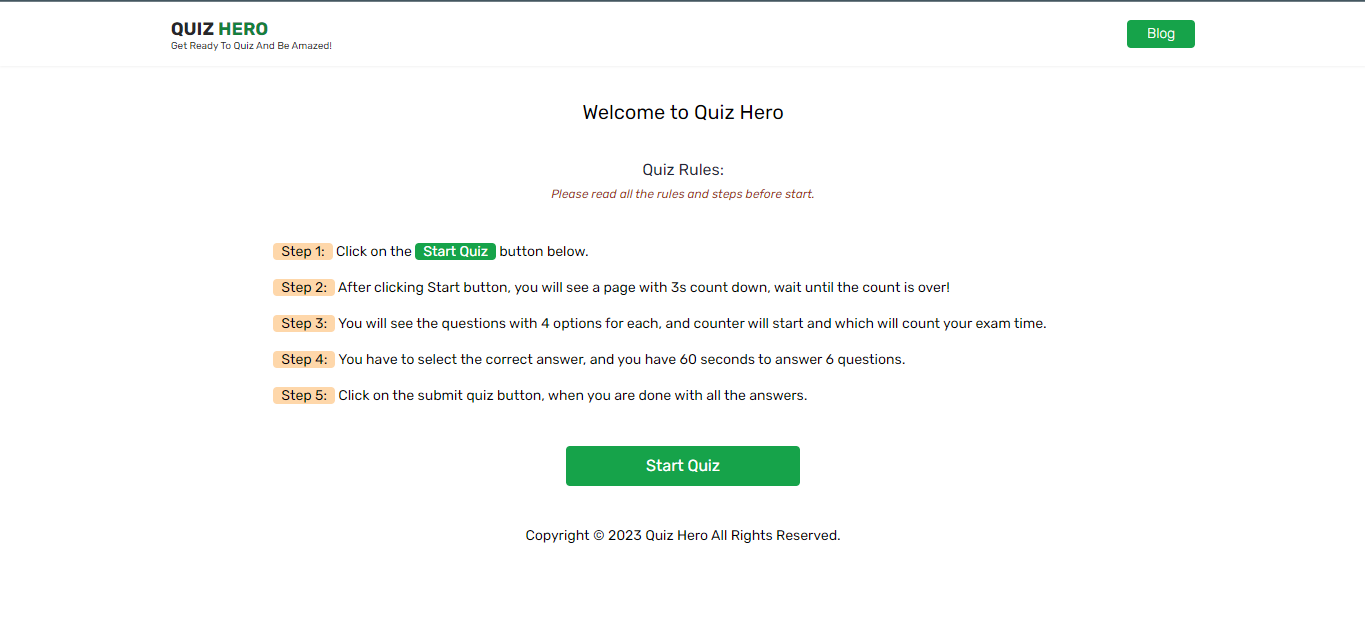 QUIZ HERO
Get Ready To Quiz And Be Amazed!
Blog
Welcome to Quiz Hero
Quiz Rules:
Please read all the rules and steps before start.
Step 1: Click on the Start Quiz button below.
Step 2: After clicking Start button, you will see a page with 3s count down, wait until the count is over!
Step 3: You will see the questions with 4 options for each, and counter will start and which will count your exam time.
Step 4: You have to select the correct answer, and you have 60 seconds to answer 6 questions.
Step 5: Click on the submit quiz button, when you are done with all the answers.
Start Quiz
Copyright © 2023 Quiz Hero All Rights Reserved.